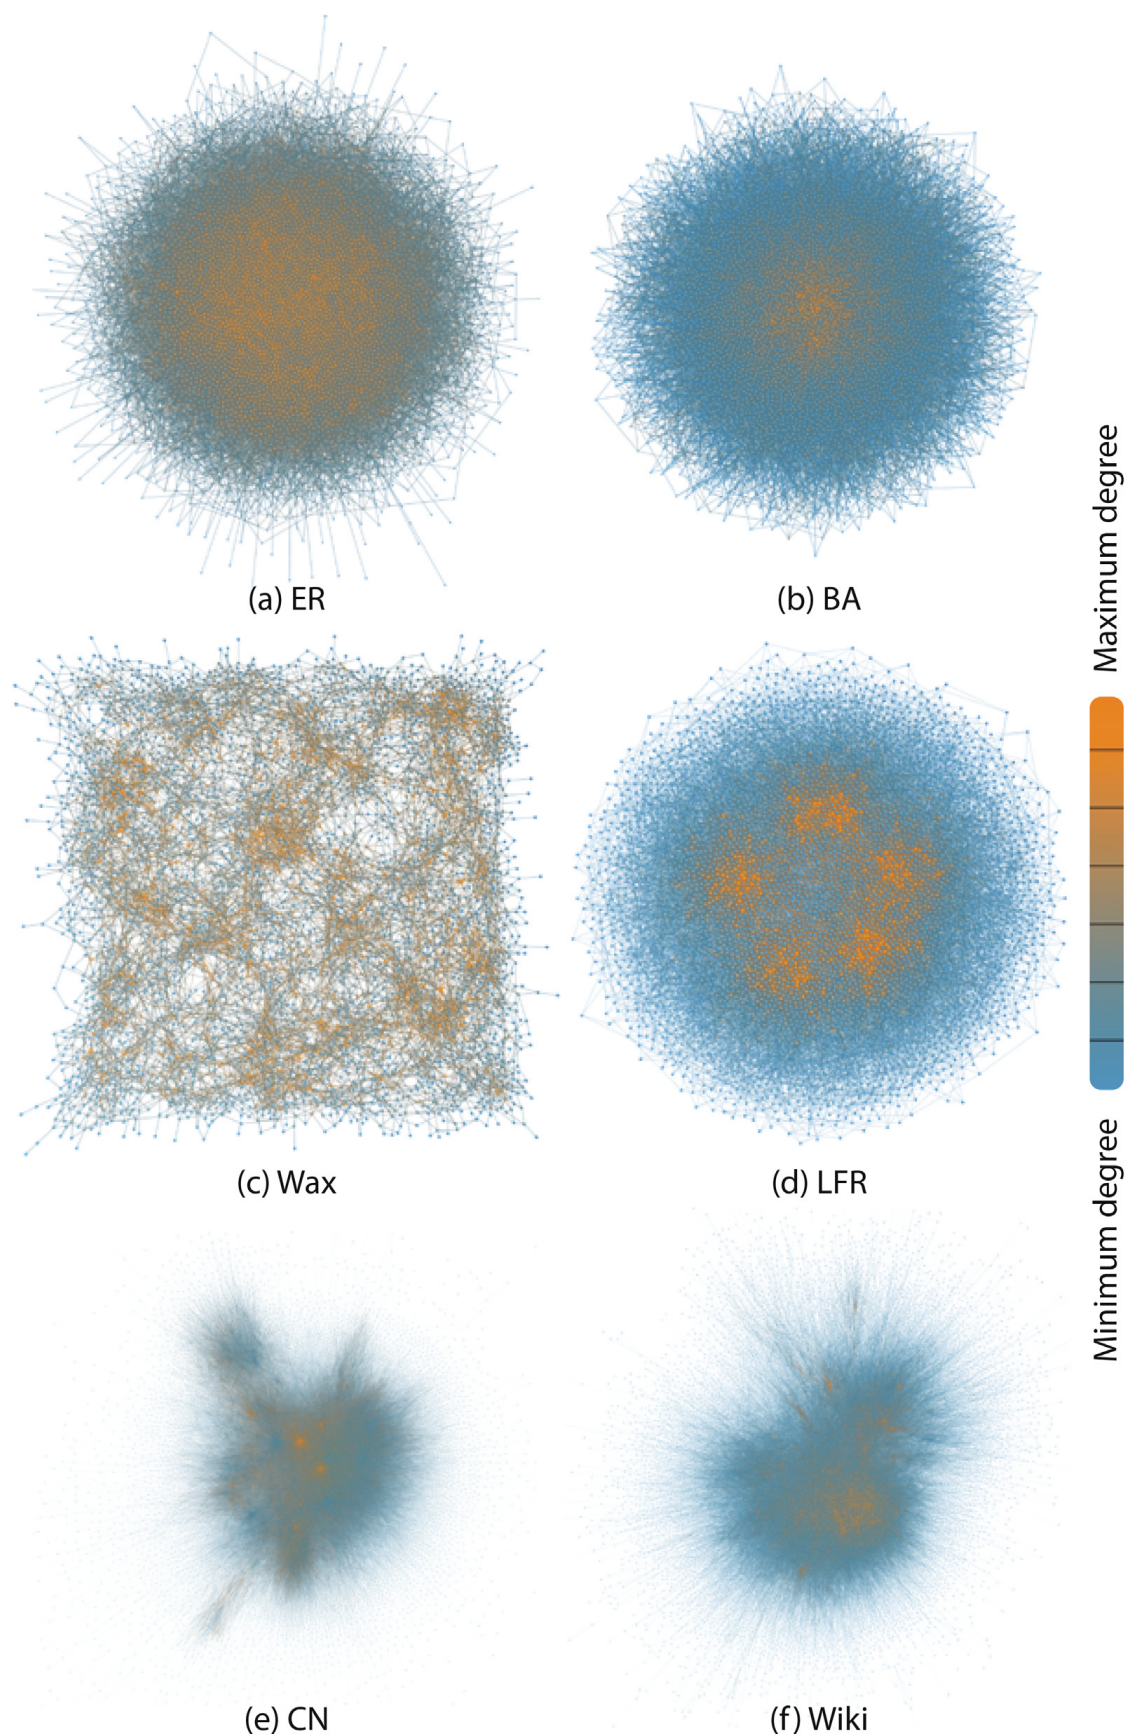 (a) ER
(b) BA
(c) Wax
(d) LFR
(e) CN
(f) Wiki
Maximum degree
Minimum degree